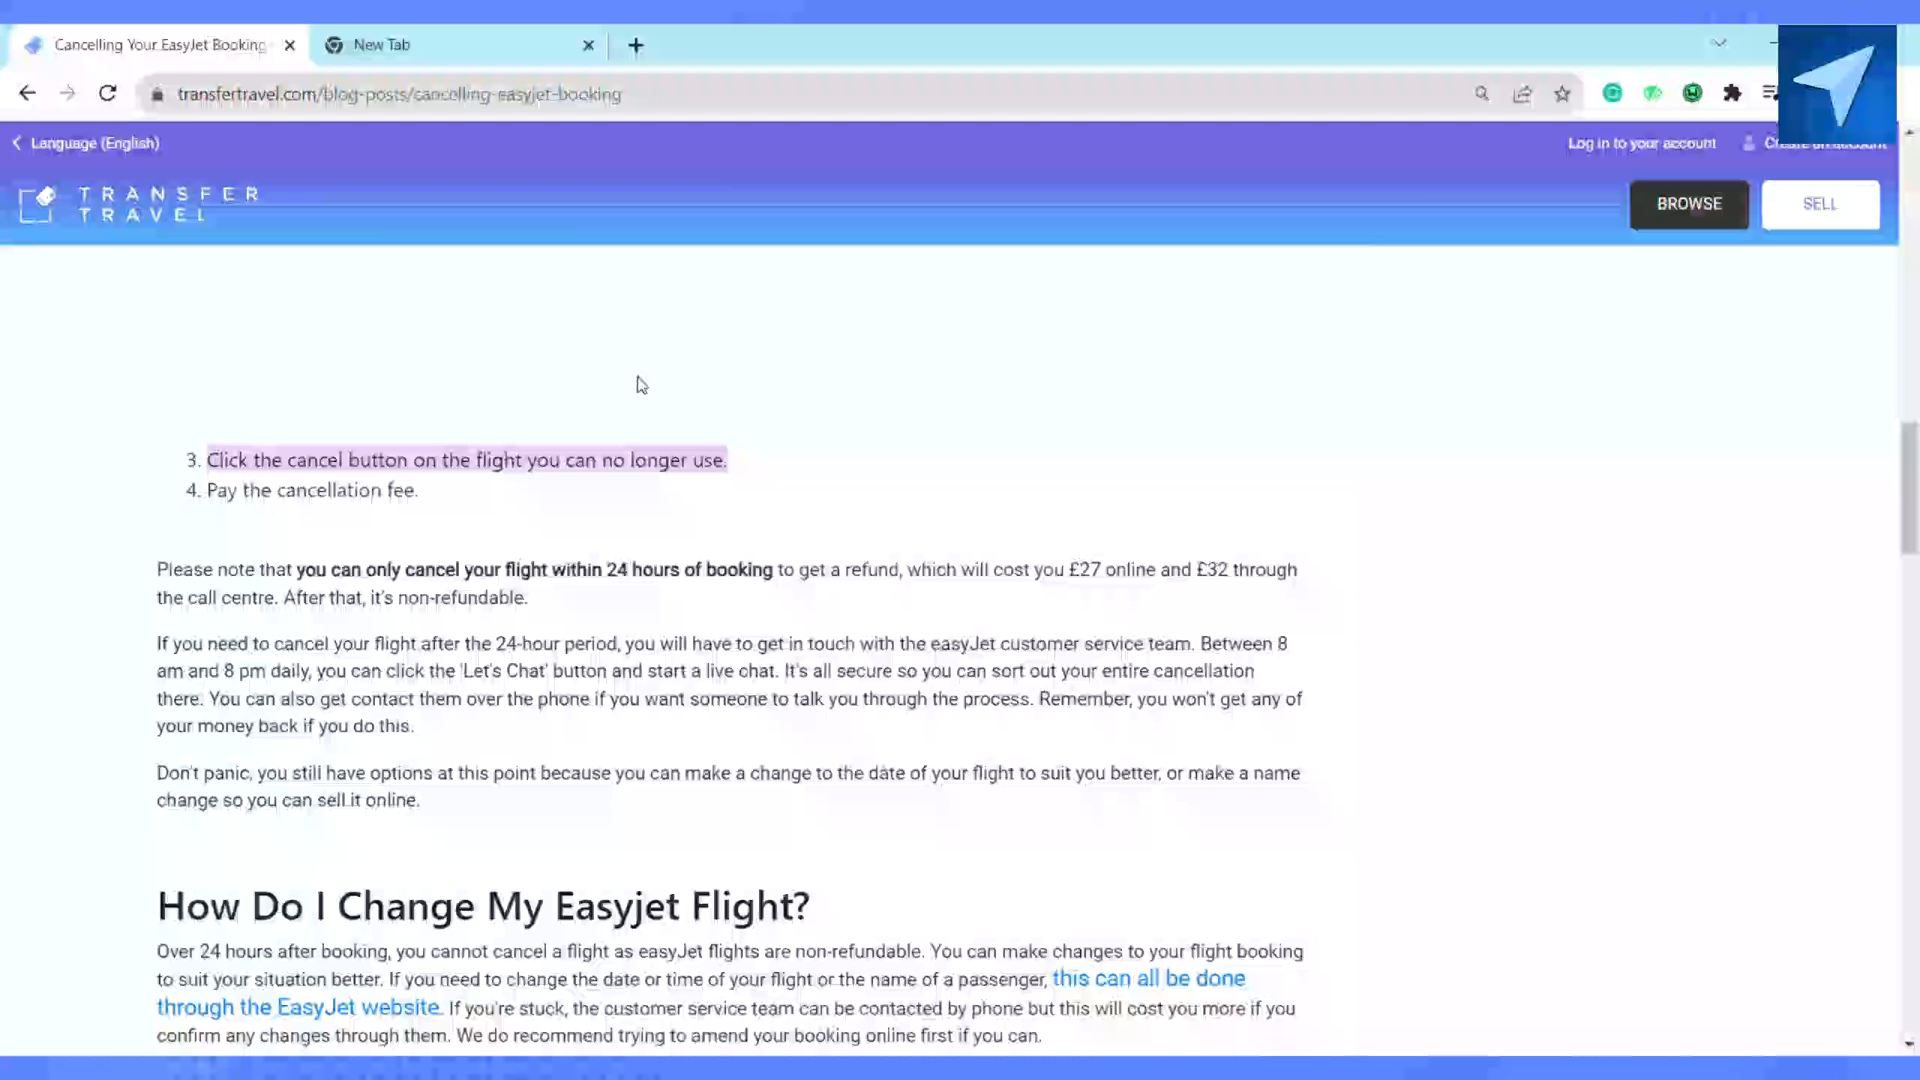 Cancelling Your EasyJet Booking
New Tab
transfertravel.com/blog-posts/cancelling-easyjet-booking
Language (English)
Log in to your account
Create an account
TRANSFER
TRAVEL
BROWSE
SELL
3. Click the cancel button on the flight you can no longer use.
4. Pay the cancellation fee.
Please note that you can only cancel your flight within 24 hours of booking to get a refund, which will cost you £27 online and £32 through
the call centre. After that, it's non-refundable.
If you need to cancel your flight after the 24-hour period, you will have to get in touch with the easyJet customer service team. Between 8
am and 8 pm daily, you can click the 'Let's Chat' button and start a live chat. It's all secure so you can sort out your entire cancellation
there. You can also get contact them over the phone if you want someone to talk you through the process. Remember, you won't get any of
your money back if you do this.
Don't panic, you still have options at this point because you can make a change to the date of your flight to suit you better, or make a name
change so you can sell it online.
How Do I Change My Easyjet Flight?
Over 24 hours after booking, you cannot cancel a flight as easyJet flights are non-refundable. You can make changes to your flight booking
to suit your situation better. If you need to change the date or time of your flight or the name of a passenger, this can all be done
through the EasyJet website. If you're stuck, the customer service team can be contacted by phone but this will cost you more if you
confirm any changes through them. We do recommend trying to amend your booking online first if you can.